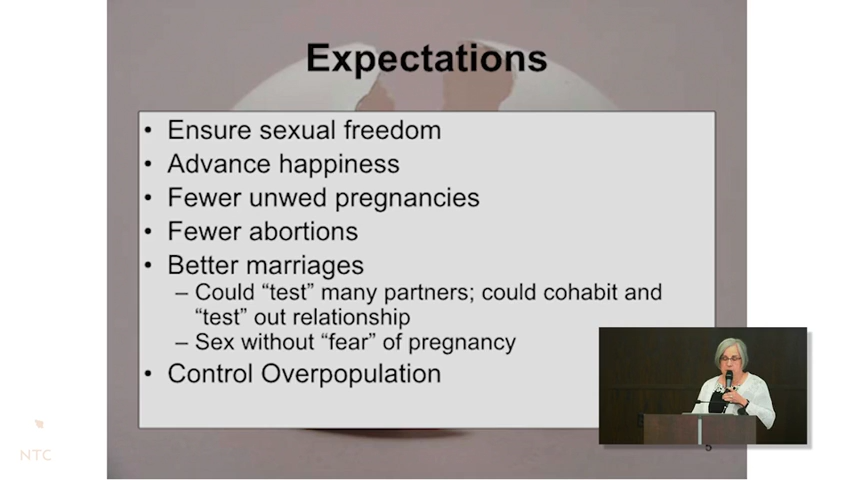 Expectations
• Ensure sexual freedom
• Advance happiness
• Fewer unwed pregnancies
• Fewer abortions
• Better marriages
– Could “test” many partners; could cohabit and
“test” out relationship
– Sex without “fear” of pregnancy
• Control Overpopulation
NTC